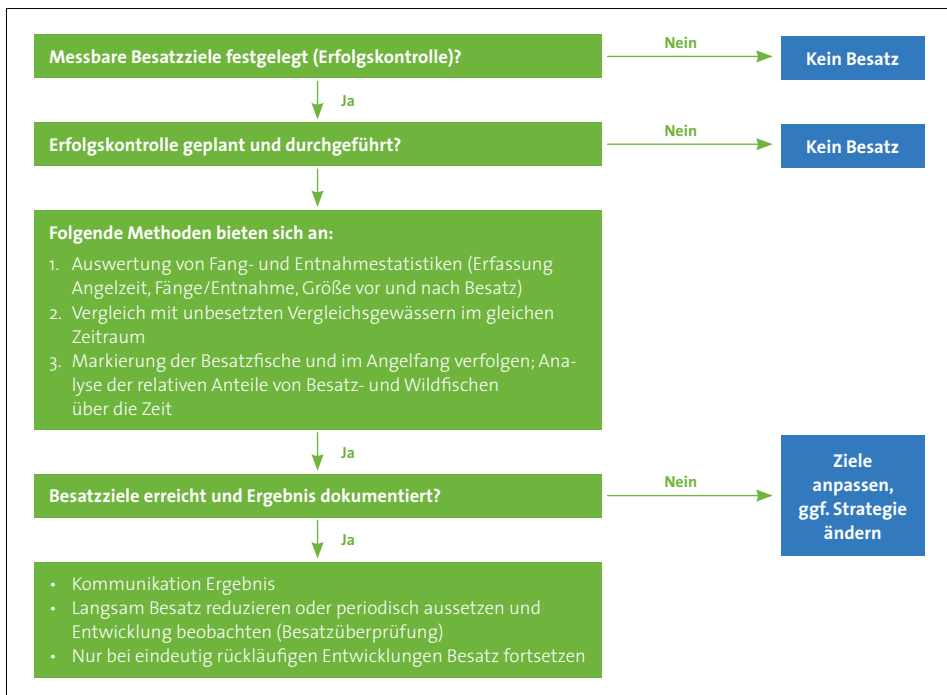 Messbare Besatzziele festgelegt (Erfolgskontrolle)?
Nein
Kein Besatz
Ja
Erfolgskontrolle geplant und durchgeführt?
Nein
Kein Besatz
Folgende Methoden bieten sich an:
1. Auswertung von Fang- und Entnahmestatistiken (Erfassung
Angelzeit, Fänge/Entnahme, Größe vor und nach Besatz)
2. Vergleich mit unbesetzten Vergleichsgewässern im gleichen
Zeitraum
3. Markierung der Besatzfische und im Angelfang verfolgen; Ana-
lyse der relativen Anteile von Besatz- und Wildfischen
über die Zeit
Ja
Besatzziele erreicht und Ergebnis dokumentiert?
Nein
Ziele
anpassen,
ggf. Strategie
ändern
Ja
• Kommunikation Ergebnis
• Langsam Besatz reduzieren oder periodisch aussetzen und
Entwicklung beobachten (Besatzüberprüfung)
• Nur bei eindeutig rückläufigen Entwicklungen Besatz fortsetzen